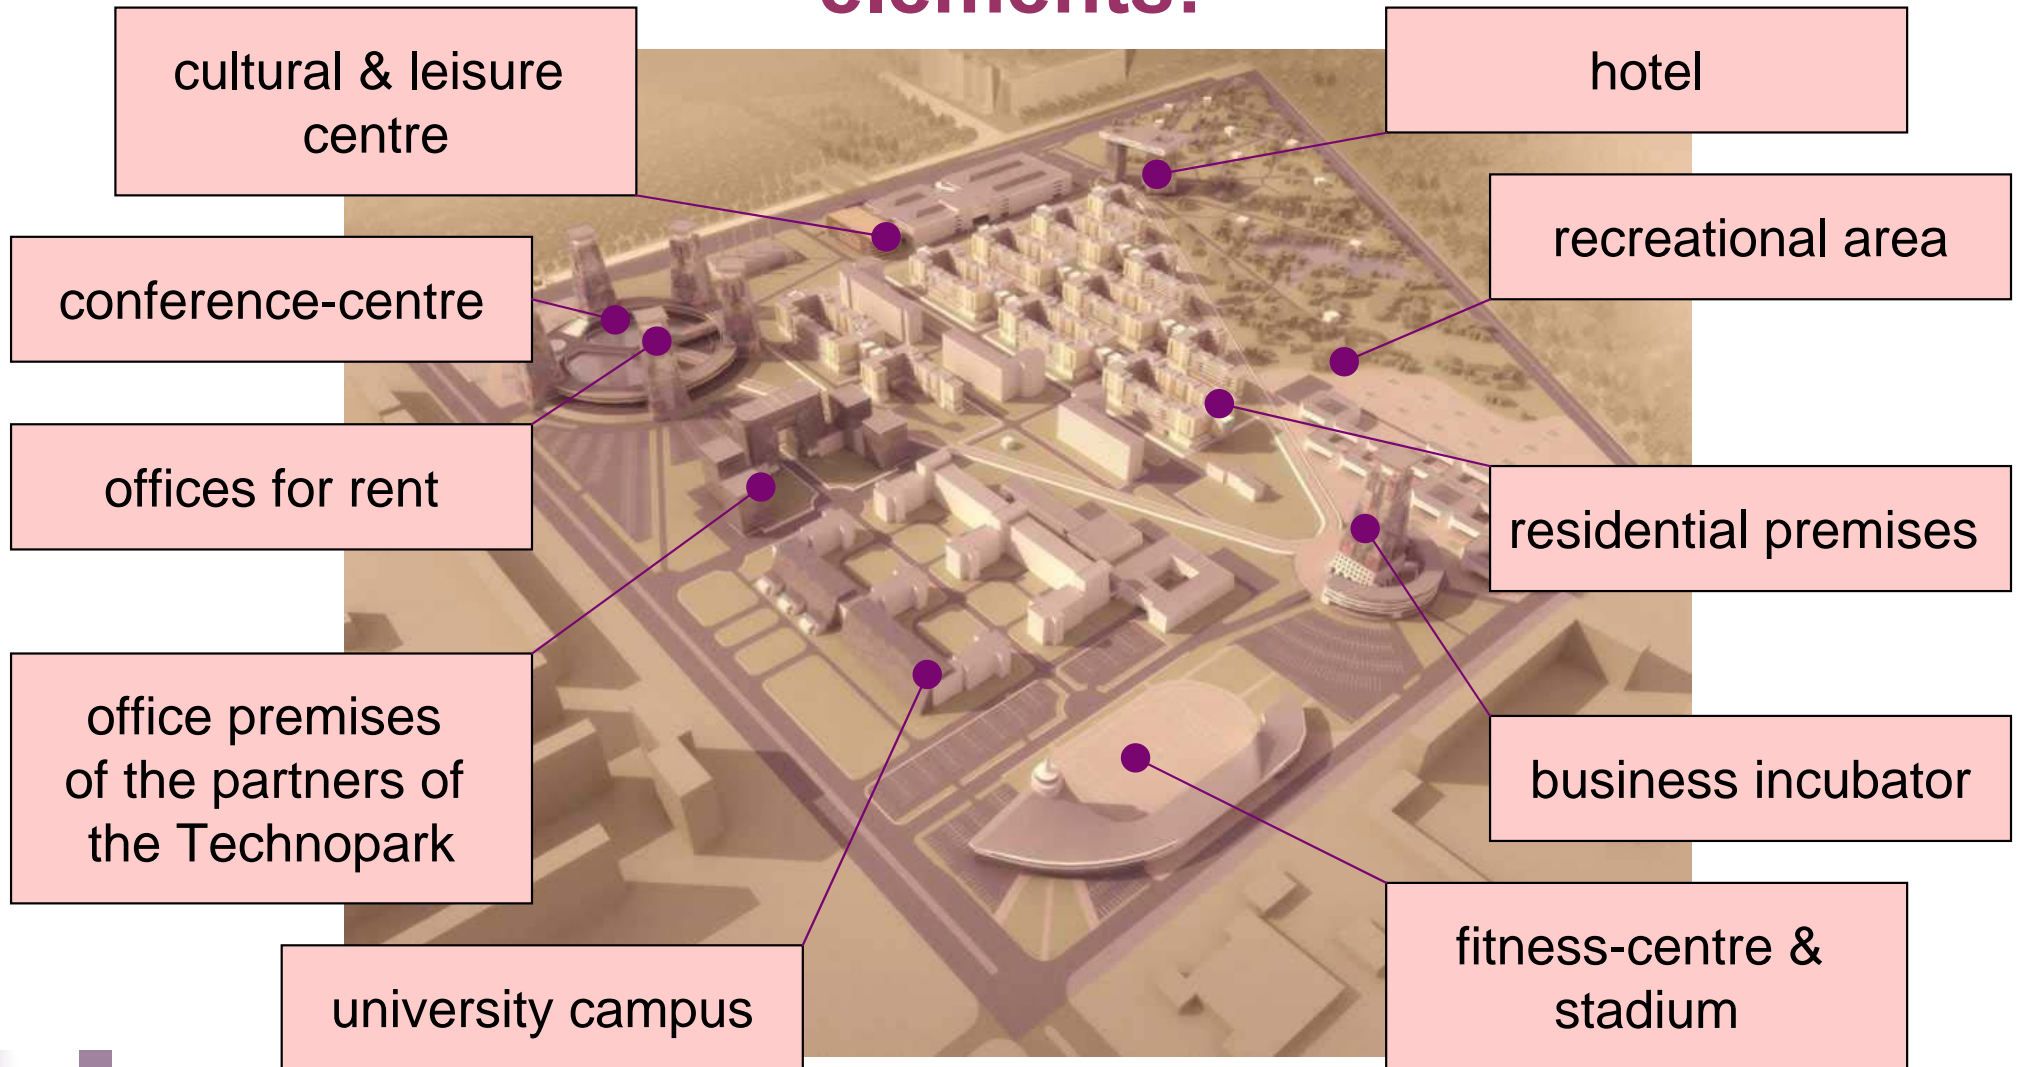 elements:
cultural & leisure
centre
hotel
recreational area
conference-centre
offices for rent
residential premises
office premises
of the partners of
the Technopark
business incubator
university campus
fitness-centre &
stadium